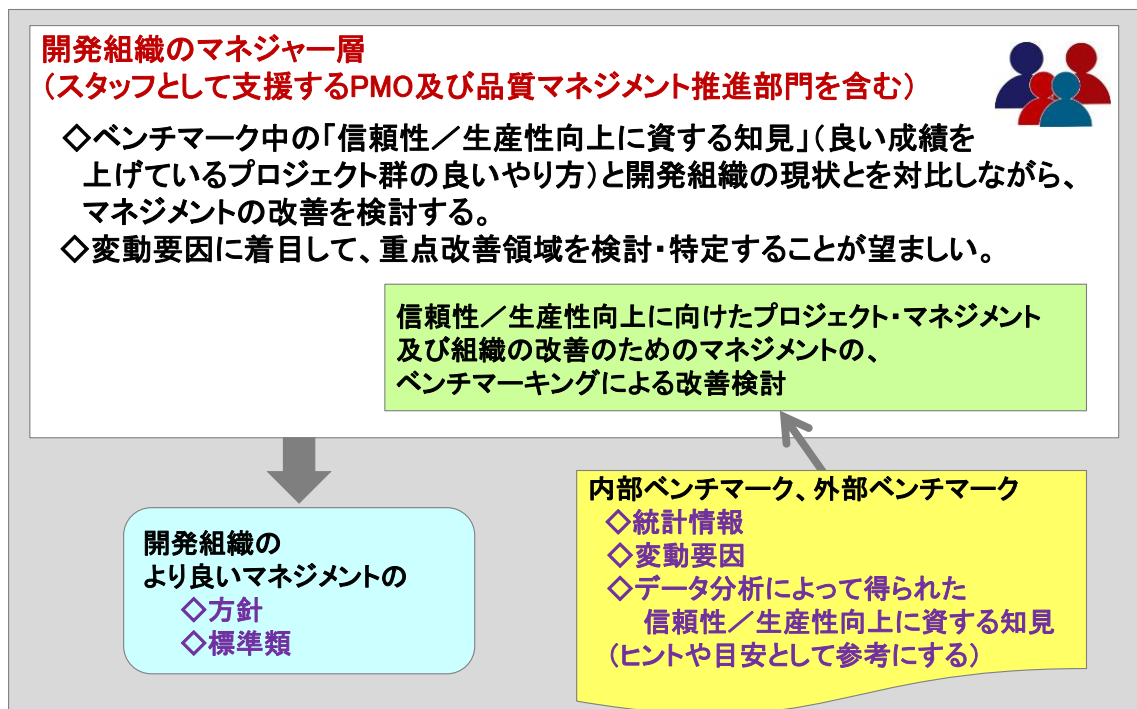 開発組織のマネジャー層
（スタッフとして支援するPMO及び品質マネジメント推進部門を含む）
◇ベンチマーク中の「信頼性／生産性向上に資する知見」（良い成績を
上げているプロジェクト群の良いやり方）と開発組織の現状とを対比しながら、
マネジメントの改善を検討する。
◇変動要因に着目して、重点改善領域を検討・特定することが望ましい。
信頼性／生産性向上に向けたプロジェクト・マネジメント
及び組織の改善のためのマネジメントの、
ベンチマーキングによる改善検討
開発組織の
より良いマネジメントの
◇方針
◇標準類
内部ベンチマーク、外部ベンチマーク
◇統計情報
◇変動要因
◇データ分析によって得られた
信頼性／生産性向上に資する知見
（ヒントや目安として参考にする）